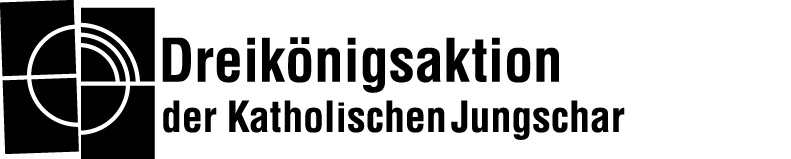 Dreikönigsaktion
der Katholischen Jungschar